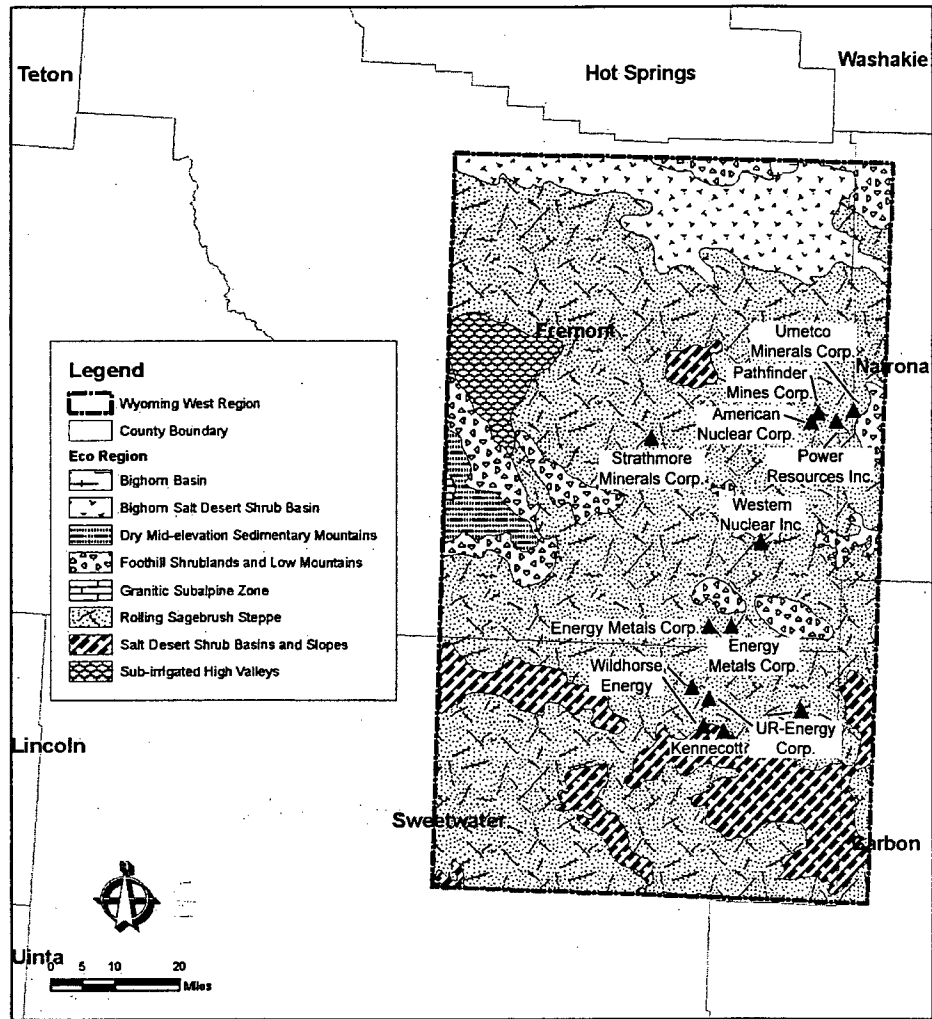 Teton
Hot Springs
Washakie
Fremont
Natrona
Umetco
Minerals Corp.
Pathfinder
Mines Corp.
American
Nuclear Corp.
Power
Resources Inc.
Strathmore
Minerals Corp.
Western
Nuclear Inc.
Energy Metals Corp.
Energy
Metals Corp.
Wildhorse
Energy
UR-Energy
Corp.
Kennecott
Legend
Wyoming West Region
County Boundary
Eco Region
Bighorn Basin
Bighorn Salt Desert Shrub Basin
Dry Mid-elevation Sedimentary Mountains
Foothill Shrublands and Low Mountains
Granitic Subalpine Zone
Rolling Sagebrush Steppe
Salt Desert Shrub Basins and Slopes
Sub-irrigated High Valleys
Lincoln
Sweetwater
Carbon
Uinta
0 5 10 20
Miles